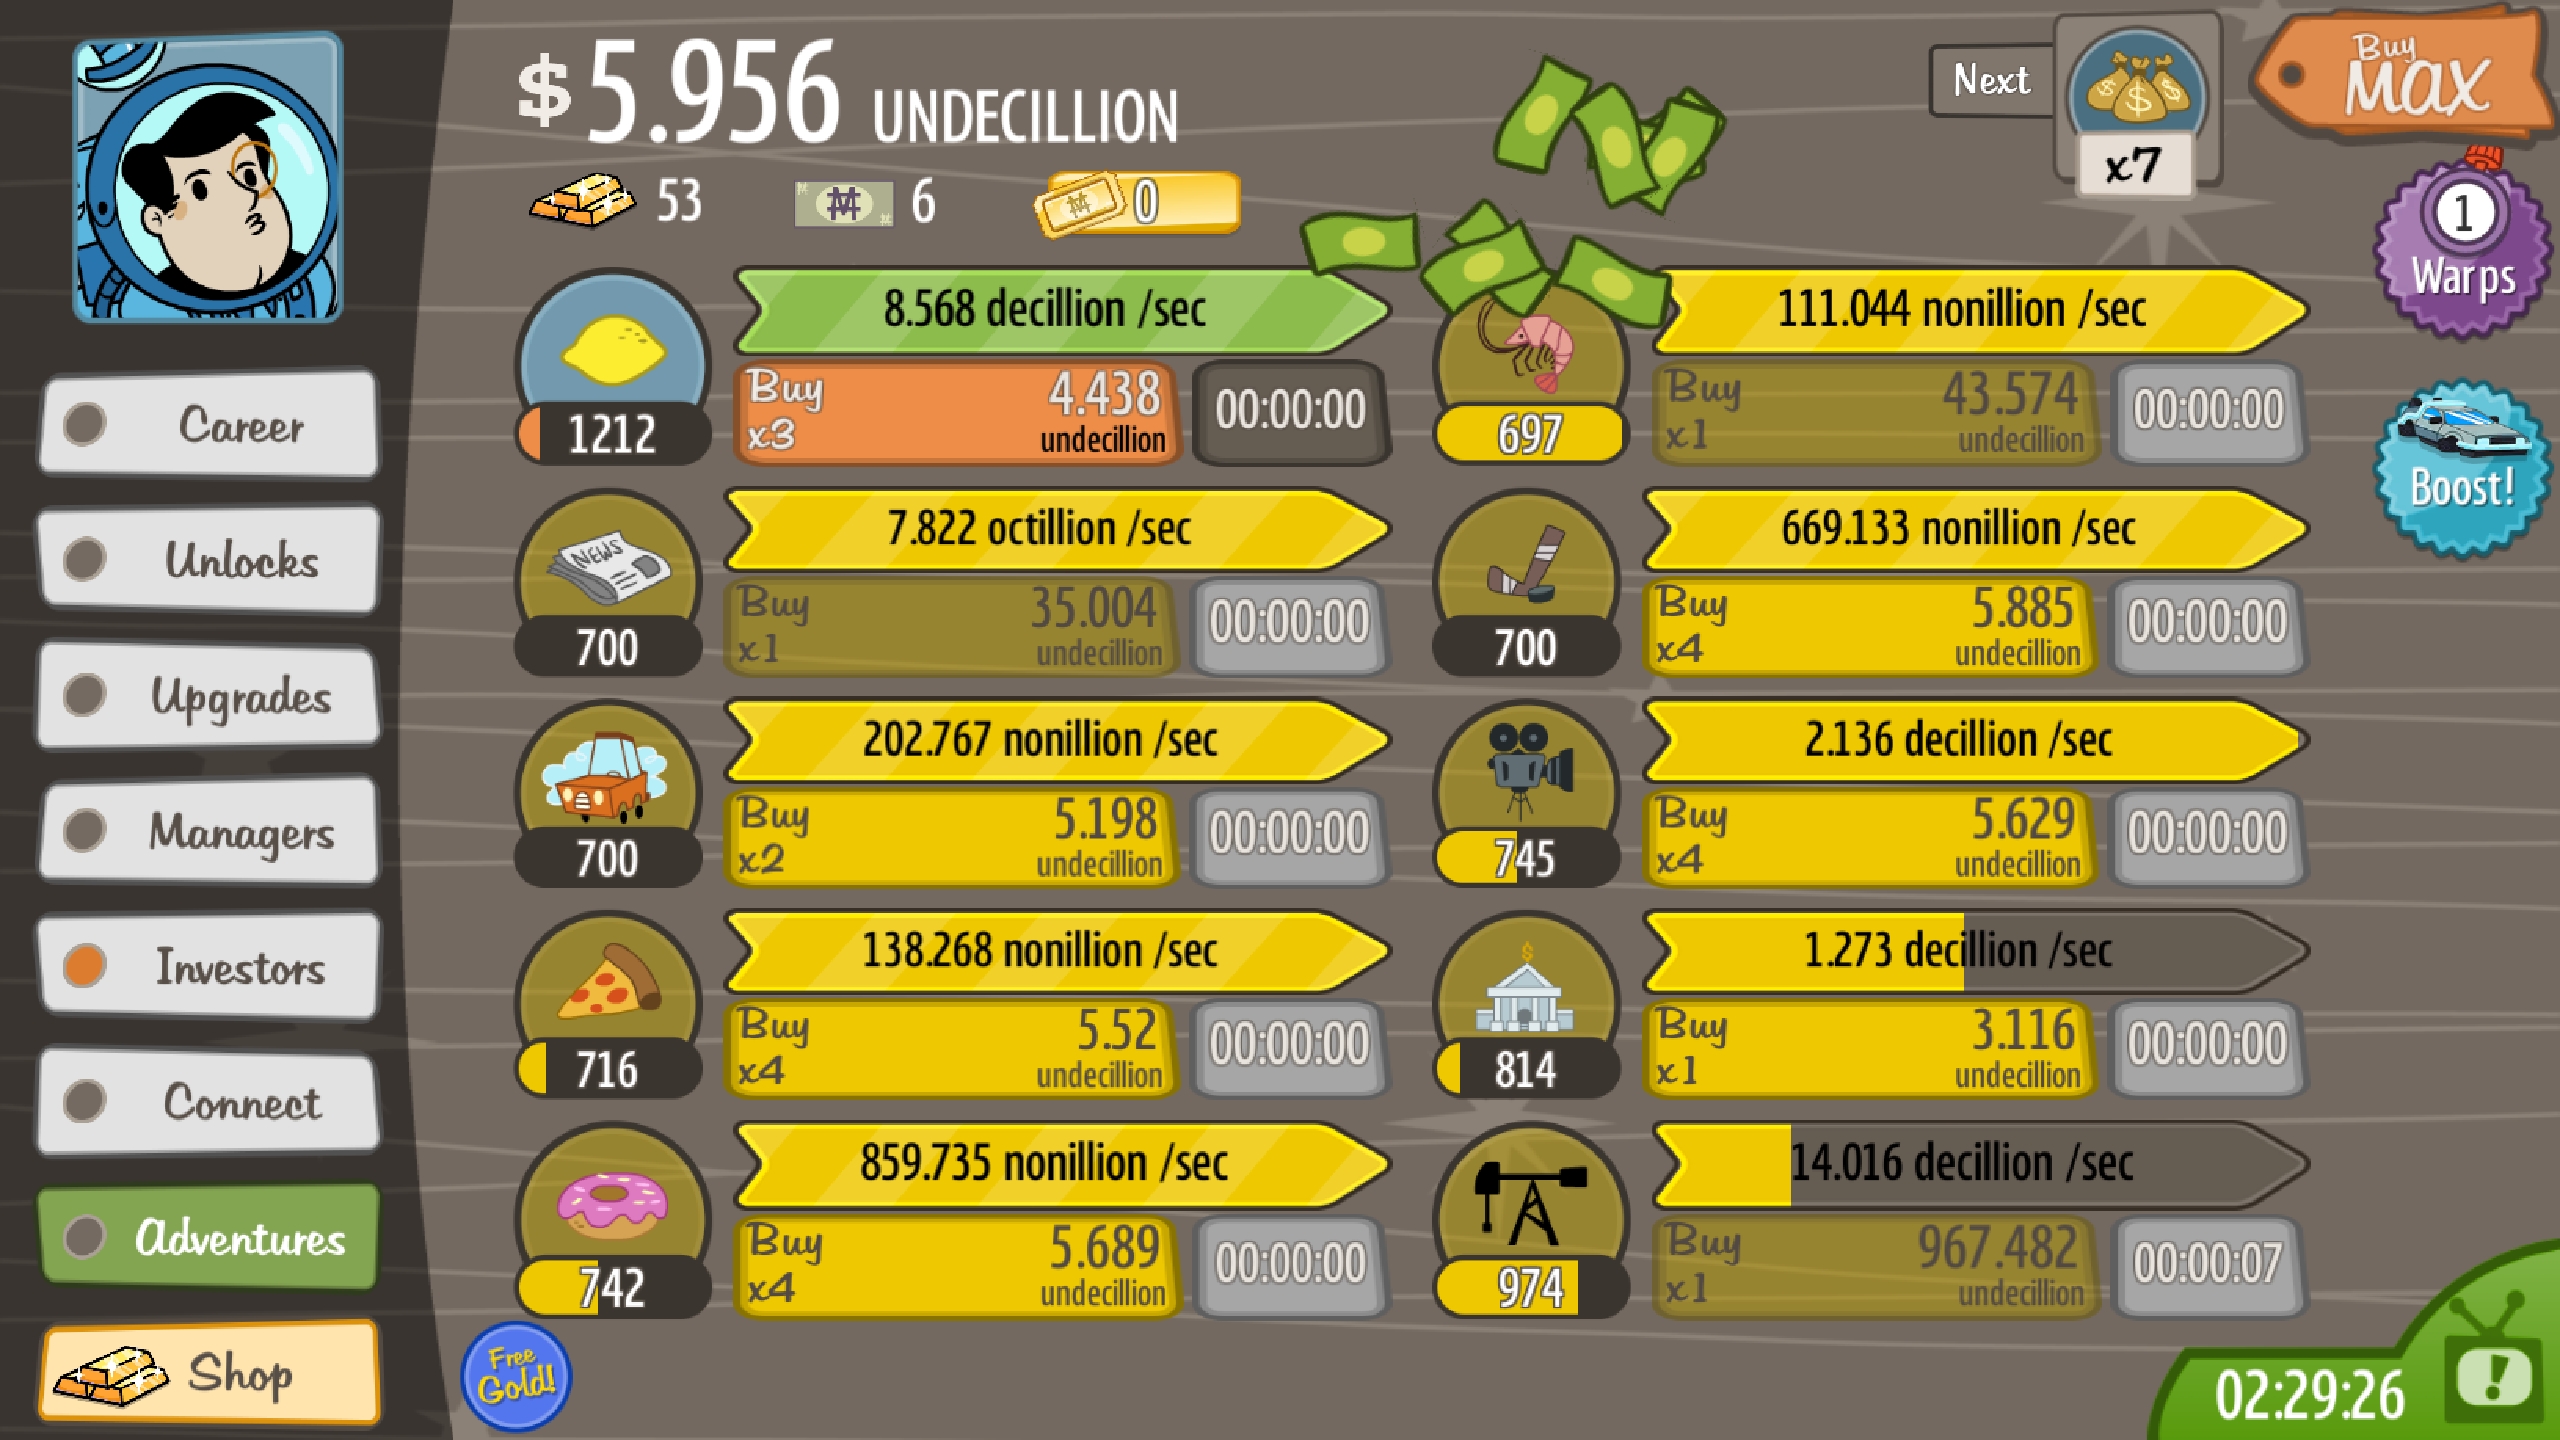 $5.956 UNDECILLION
53
6
0
Next
x7
Buy
MAX
1
Warps
Boost!
Career
Unlocks
Upgrades
Managers
Investors
Connect
Adventures
Shop
8.568 decillion /sec
1212
Buy
x3
4.438
undecillion
00:00:00
NEWS
7.822 octillion /sec
700
Buy
x1
35.004
undecillion
00:00:00
202.767 nonillion /sec
700
Buy
x2
5.198
undecillion
00:00:00
138.268 nonillion /sec
716
Buy
x4
5.52
undecillion
00:00:00
859.735 nonillion /sec
742
Buy
x4
5.689
undecillion
00:00:00
111.044 nonillion /sec
697
Buy
x1
43.574
undecillion
00:00:00
669.133 nonillion /sec
700
Buy
x4
5.885
undecillion
00:00:00
2.136 decillion /sec
745
Buy
x4
5.629
undecillion
00:00:00
1.273 decillion /sec
814
Buy
x1
3.116
undecillion
00:00:00
14.016 decillion /sec
974
Buy
x1
967.482
undecillion
00:00:07
Free
Gold!
02:29:26
!